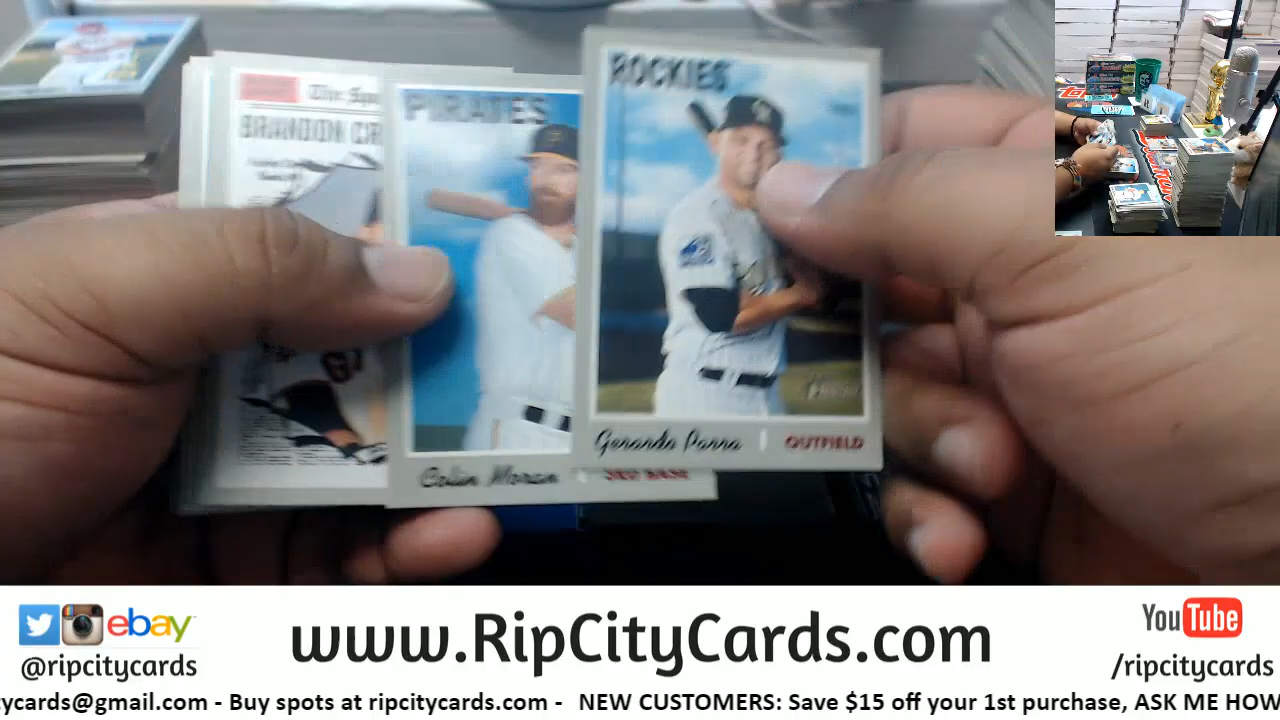 ROCKIES
PIRATES
BRANDON CR
Gerardo Parra OUTFIELD
Colin Moran 3RD BASE
ebay
@ripcitycards
www.RipCityCards.com
YouTube
/ripcitycards
tycards@gmail.com - Buy spots at ripcitycards.com - NEW CUSTOMERS: Save $15 off your 1st purchase, ASK ME HOW